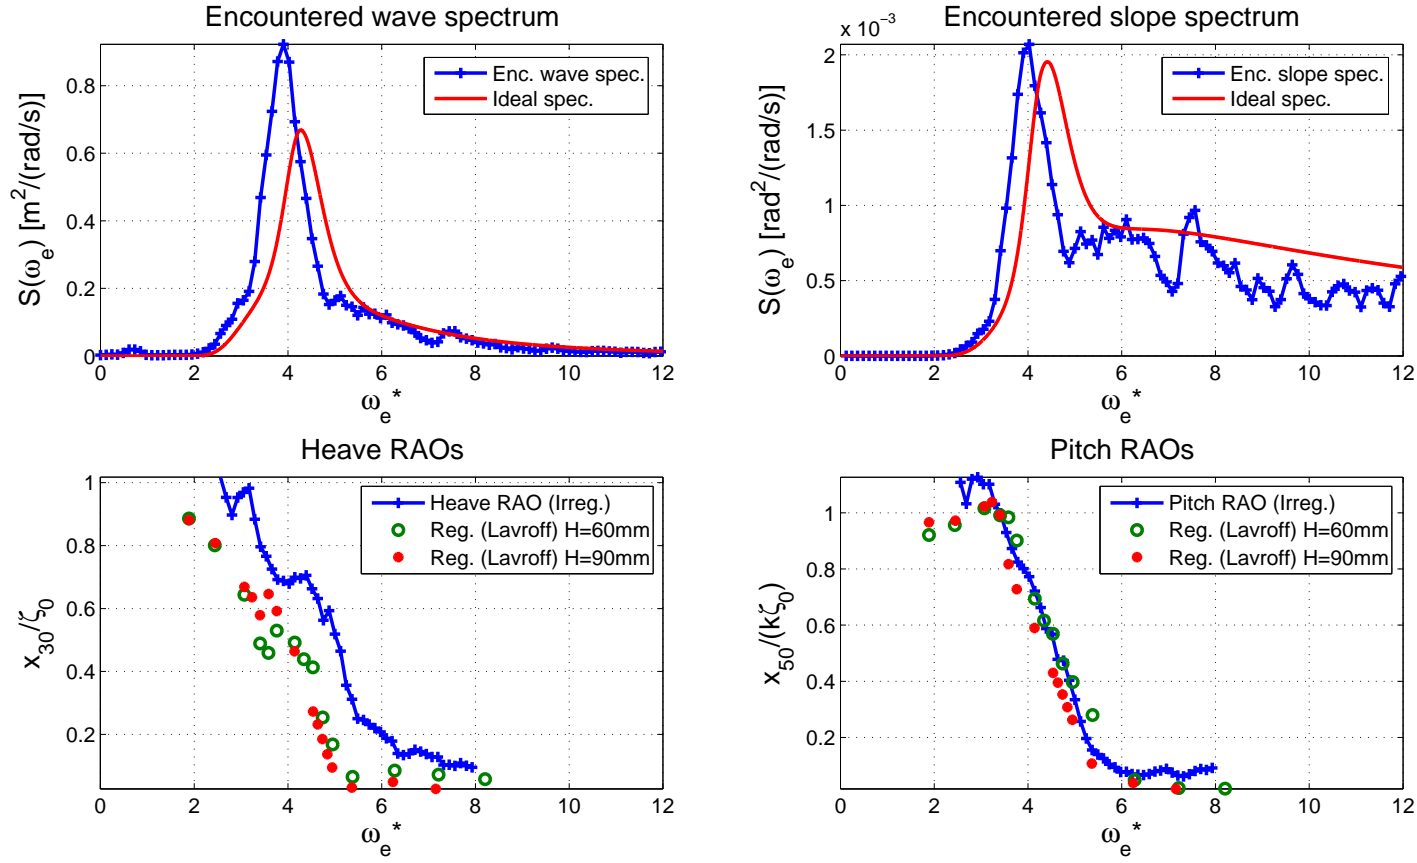 Encountered wave spectrum
Enc. wave spec.
Ideal spec.
S(ω_e) [m^2/(rad/s)]
0.8
0.6
0.4
0.2
0
0 2 4 6 8 10 12
ω_e*
Encountered slope spectrum
x 10^-3
Enc. slope spec.
Ideal spec.
S(ω_e) [rad^2/(rad/s)]
2
1.5
1
0.5
0
0 2 4 6 8 10 12
ω_e*
Heave RAOs
Heave RAO (Irreg.)
Reg. (Lavroff) H=60mm
Reg. (Lavroff) H=90mm
x_30/ζ_0
1
0.8
0.6
0.4
0.2
0 2 4 6 8 10 12
ω_e*
Pitch RAOs
Pitch RAO (Irreg.)
Reg. (Lavroff) H=60mm
Reg. (Lavroff) H=90mm
x_50/(kζ_0)
1
0.8
0.6
0.4
0.2
0 2 4 6 8 10 12
ω_e*